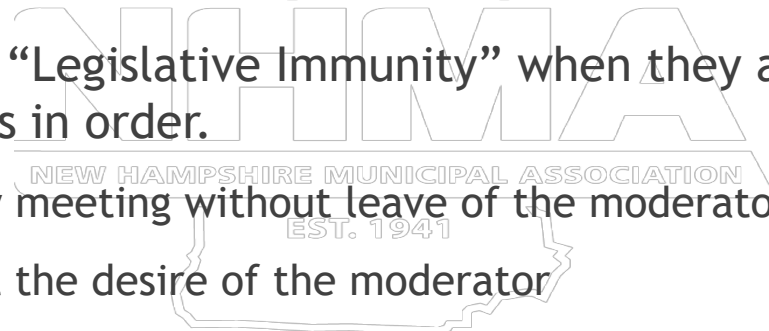 NHMA
“Legislative Immunity” when they a
s in order.
NEW HAMPSHIRE MUNICIPAL ASSOCIATION
meeting without leave of the moderato
EST. 1941
the desire of the moderator